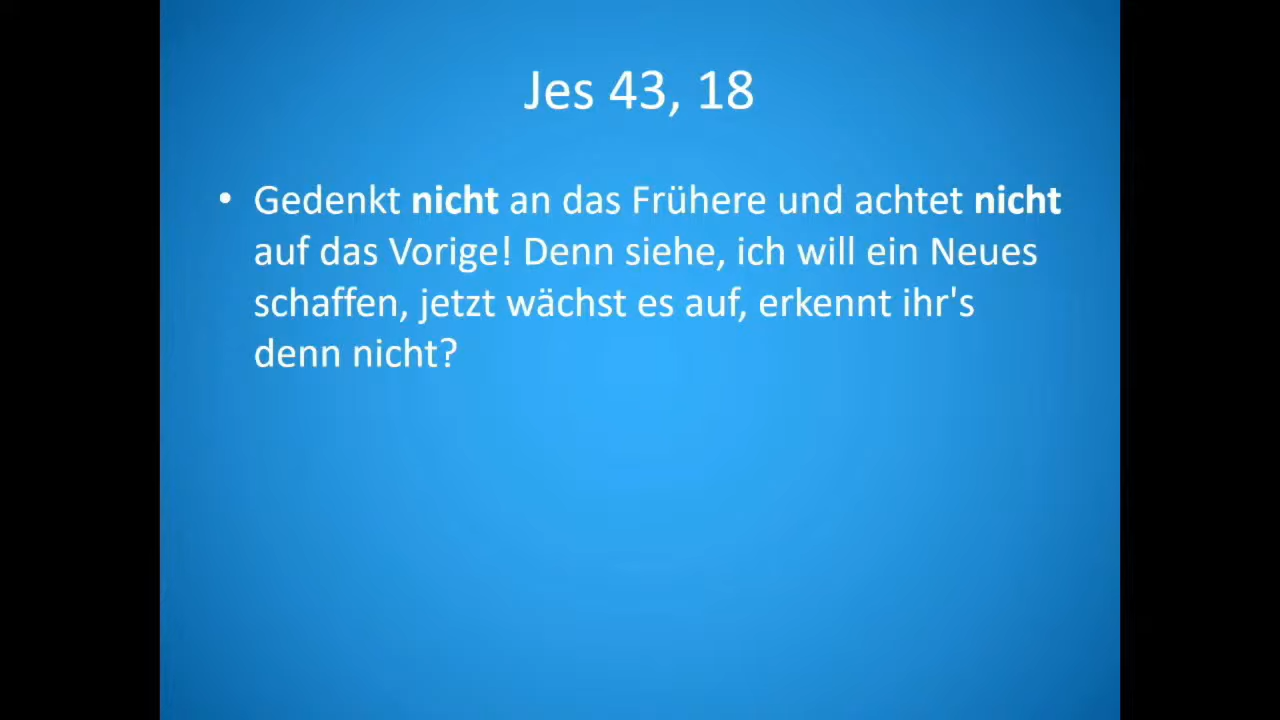 Jes 43, 18
• Gedenkt nicht an das Frühere und achtet nicht
auf das Vorige! Denn siehe, ich will ein Neues
schaffen, jetzt wächst es auf, erkennt ihr's
denn nicht?